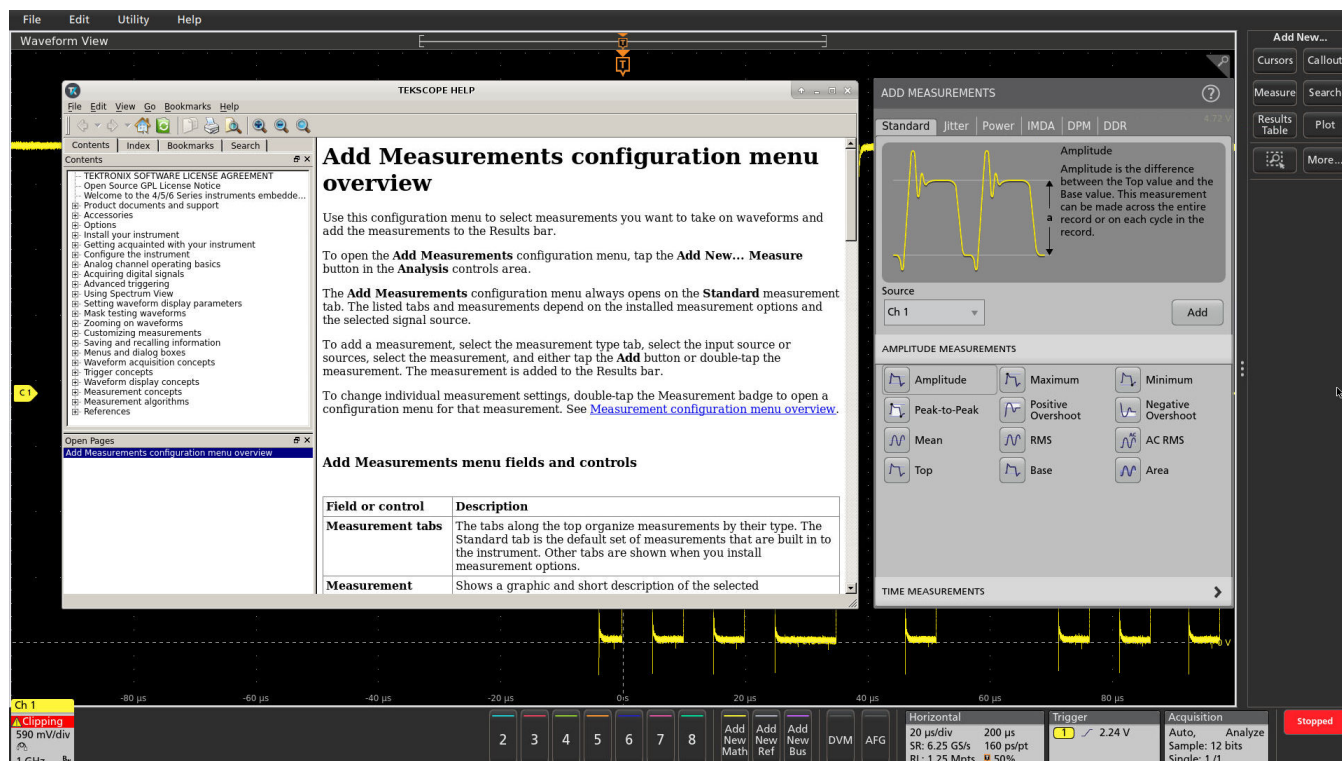 File Edit Utility Help
Waveform View
T
T
Add New...
Cursors Callout
Measure Search
Results
Table Plot
More...
TEKSCOPE HELP
File Edit View Go Bookmarks Help
Contents Index Bookmarks Search
Contents
TEKTRONIX SOFTWARE LICENSE AGREEMENT
Open Source GPL License Notice
Welcome to the 4/5/6 Series instruments embedde...
Product documents and support
Accessories
Options
Install your instrument
Getting acquainted with your instrument
Configure the instrument
Analog channel operating basics
Acquiring digital signals
Advanced triggering
Using Spectrum View
Setting waveform display parameters
Mask testing waveforms
Zooming on waveforms
Customizing measurements
Saving and recalling information
Menus and dialog boxes
Waveform acquisition concepts
Trigger concepts
Waveform display concepts
Measurement concepts
Measurement algorithms
References
Open Pages
Add Measurements configuration menu overview
Add Measurements configuration menu
overview
Use this configuration menu to select measurements you want to take on waveforms and
add the measurements to the Results bar.
To open the Add Measurements configuration menu, tap the Add New... Measure
button in the Analysis controls area.
The Add Measurements configuration menu always opens on the Standard measurement
tab. The listed tabs and measurements depend on the installed measurement options and
the selected signal source.
To add a measurement, select the measurement type tab, select the input source or
sources, select the measurement, and either tap the Add button or double-tap the
measurement. The measurement is added to the Results bar.
To change individual measurement settings, double-tap the Measurement badge to open a
configuration menu for that measurement. See Measurement configuration menu overview.
Add Measurements menu fields and controls
Field or control Description
Measurement tabs The tabs along the top organize measurements by their type. The
Standard tab is the default set of measurements that are built in to
the instrument. Other tabs are shown when you install
measurement options.
Measurement Shows a graphic and short description of the selected
ADD MEASUREMENTS ?
4.72 V
Standard Jitter Power IMDA DPM DDR
Amplitude
Amplitude is the difference
between the Top value and the
Base value. This measurement
can be made across the entire
record or on each cycle in the
record.
a
Source
Ch 1 Add
AMPLITUDE MEASUREMENTS
Amplitude Maximum Minimum
Peak-to-Peak Positive Overshoot Negative Overshoot
Mean RMS AC RMS
Top Base Area
TIME MEASUREMENTS
C1
0 V
-80 µs -60 µs -40 µs -20 µs 0 s 20 µs 40 µs 60 µs 80 µs
Ch 1
Clipping
590 mV/div
1 GHz
2 3 4 5 6 7 8
Add New Math
Add New Ref
Add New Bus
DVM AFG
Horizontal
20 µs/div 200 µs
SR: 6.25 GS/s 160 ps/pt
RL: 1.25 Mpts 50%
Trigger
1 2.24 V
Acquisition
Auto, Analyze
Sample: 12 bits
Single: 1/1
Stopped